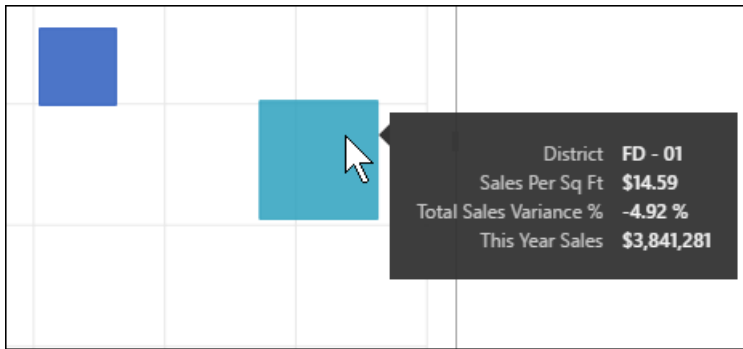 District FD - 01
Sales Per Sq Ft $14.59
Total Sales Variance % -4.92 %
This Year Sales $3,841,281